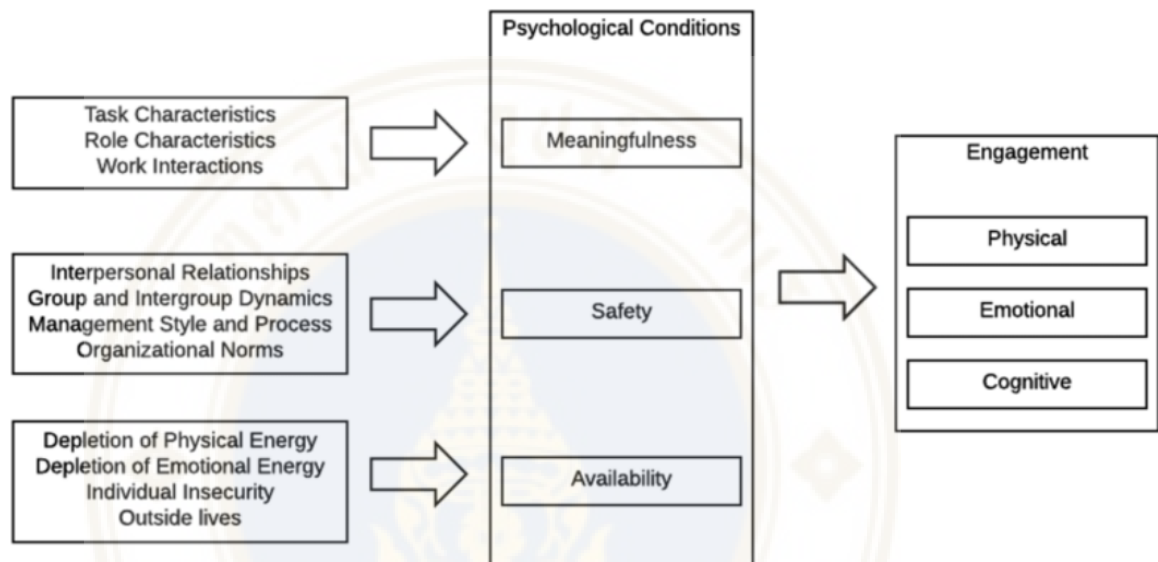 Psychological Conditions
Task Characteristics
Role Characteristics
Work Interactions
Meaningfulness
Engagement
Physical
Interpersonal Relationships
Group and Intergroup Dynamics
Management Style and Process
Organizational Norms
Safety
Emotional
Cognitive
Depletion of Physical Energy
Depletion of Emotional Energy
Individual Insecurity
Outside lives
Availability